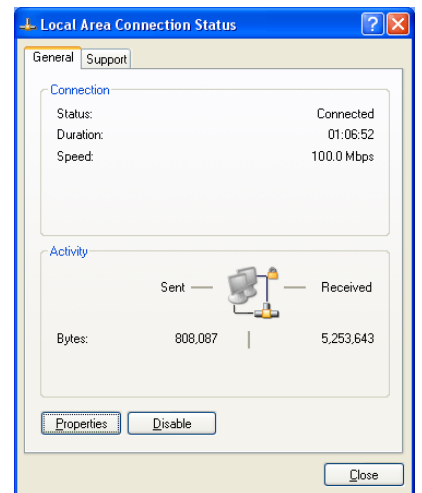 Local Area Connection Status
General Support
Connection
Status: Connected
Duration: 01:06:52
Speed: 100.0 Mbps
Activity
Sent — — Received
Bytes: 808,087 | 5,253,643
Properties Disable
Close